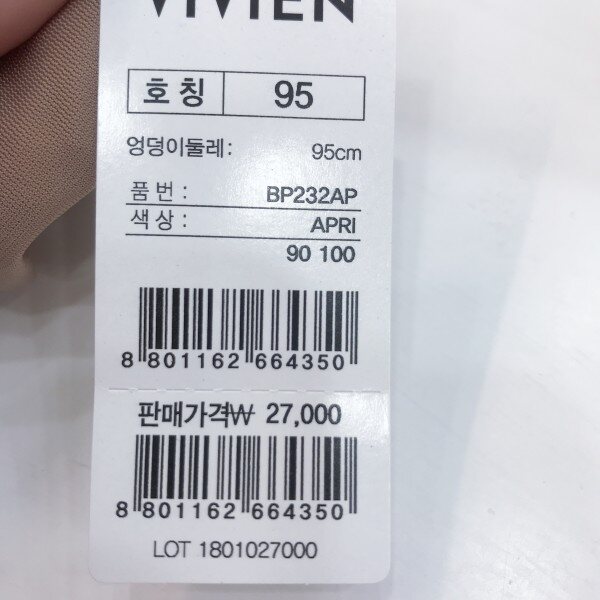 VIVIEN
호 칭 95
엉덩이둘레: 95cm
품 번 : BP232AP
색 상 : APRI
90 100
8 801162 664350
판매가격₩ 27,000
8 801162 664350
LOT 1801027000